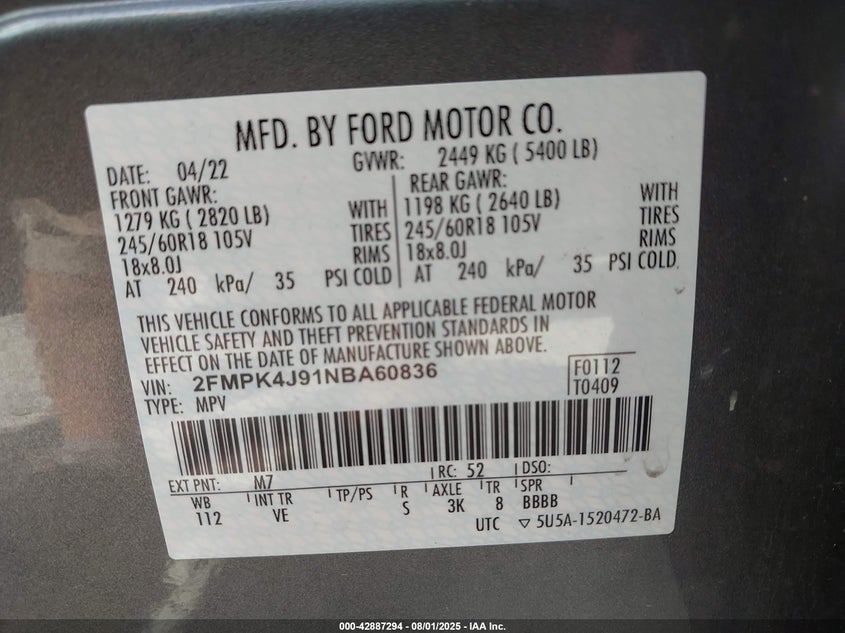 MFD. BY FORD MOTOR CO.
DATE: 04/22 GVWR: 2449 KG ( 5400 LB)
FRONT GAWR: REAR GAWR:
1279 KG ( 2820 LB) WITH 1198 KG ( 2640 LB) WITH
245/60R18 105V TIRES 245/60R18 105V TIRES
18x8.0J RIMS 18x8.0J RIMS
AT 240 kPa/ 35 PSI COLD AT 240 kPa/ 35 PSI COLD
THIS VEHICLE CONFORMS TO ALL APPLICABLE FEDERAL MOTOR
VEHICLE SAFETY AND THEFT PREVENTION STANDARDS IN
EFFECT ON THE DATE OF MANUFACTURE SHOWN ABOVE.
VIN: 2FMPK4J91NBA60836 F0112
TYPE: MPV T0409
EXT PNT: M7 RC: 52 DSO:
WB INT TR TP/PS R AXLE TR SPR
112 VE S 3K 8 BBBB
UTC ▽ 5U5A-1520472-BA
000-42887294 - 08/01/2025 - IAA Inc.